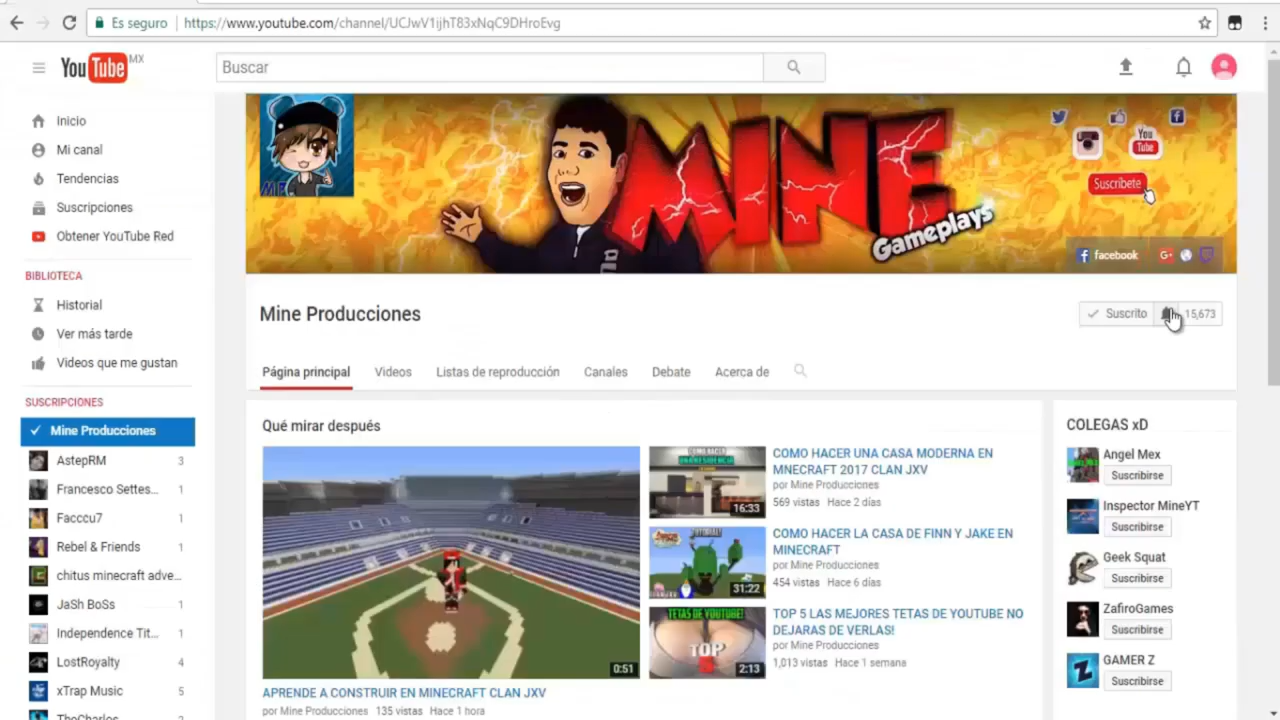 Es seguro https://www.youtube.com/channel/UCJwV1ijhT83xNqC9DHroEvg
YouTube MX
Buscar
Inicio
Mi canal
Tendencias
Suscripciones
Obtener YouTube Red
BIBLIOTECA
Historial
Ver más tarde
Videos que me gustan
SUSCRIPCIONES
Mine Producciones
AstepRM 3
Francesco Settes... 1
Facccu7 1
Rebel & Friends 1
chitus minecraft adve...
JaSh BoSs 1
Independence Tit... 1
LostRoyalty 4
xTrap Music 5
TheCharlos
MINE
Gameplays
You
Tube
Suscríbete
facebook
G+
Mine Producciones
Suscrito 15,673
Página principal Videos Listas de reproducción Canales Debate Acerca de
Qué mirar después
0:51
APRENDE A CONSTRUIR EN MINECRAFT CLAN JXV
por Mine Producciones 135 vistas Hace 1 hora
16:33
COMO HACER UNA CASA MODERNA EN
MNECRAFT 2017 CLAN JXV
por Mine Producciones
569 vistas Hace 2 días
31:22
COMO HACER LA CASA DE FINN Y JAKE EN
MINECRAFT
por Mine Producciones
454 vistas Hace 6 días
TETAS DE YOUTUBE!
TOP
2:13
TOP 5 LAS MEJORES TETAS DE YOUTUBE NO
DEJARAS DE VERLAS!
por Mine Producciones
1,013 vistas Hace 1 semana
COLEGAS xD
Angel Mex
Suscribirse
Inspector MineYT
Suscribirse
Geek Squat
Suscribirse
ZafiroGames
Suscribirse
GAMER Z
Suscribirse